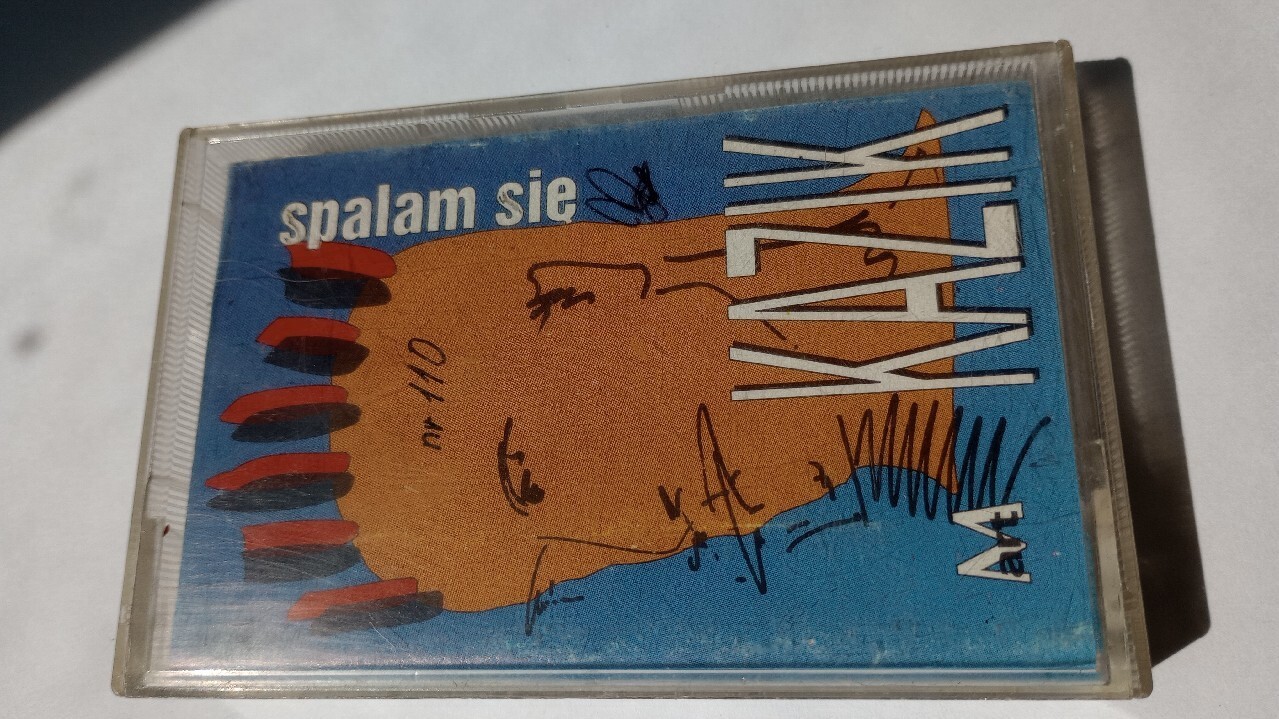 spalam się
KAZIK
nr 110